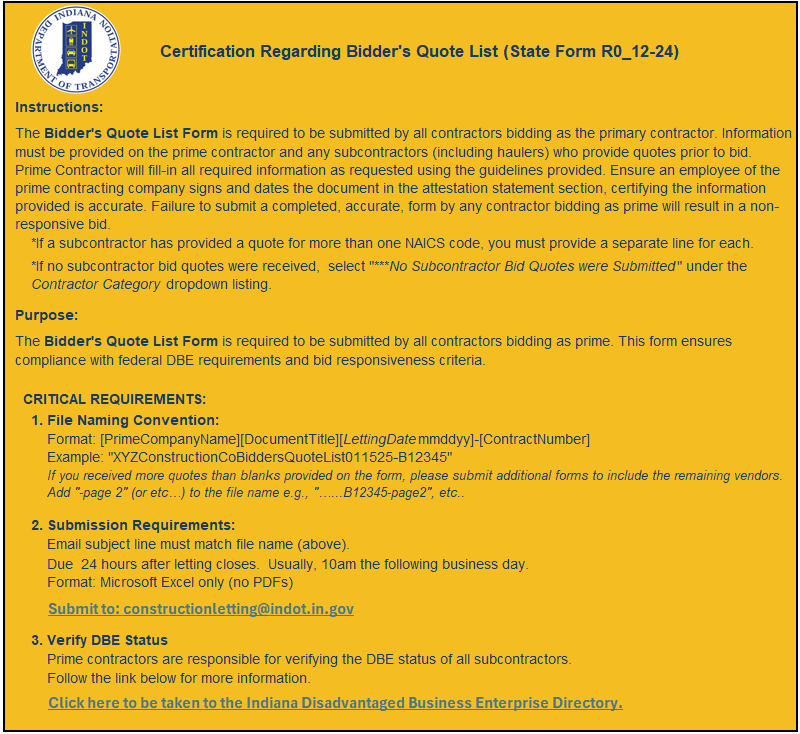 INDIANA
DEPARTMENT OF TRANSPORTATION
INDOT
Certification Regarding Bidder's Quote List (State Form R0_12-24)
Instructions:
The Bidder's Quote List Form is required to be submitted by all contractors bidding as the primary contractor. Information
must be provided on the prime contractor and any subcontractors (including haulers) who provide quotes prior to bid.
Prime Contractor will fill-in all required information as requested using the guidelines provided. Ensure an employee of the
prime contracting company signs and dates the document in the attestation statement section, certifying the information
provided is accurate. Failure to submit a completed, accurate, form by any contractor bidding as prime will result in a non-
responsive bid.
*If a subcontractor has provided a quote for more than one NAICS code, you must provide a separate line for each.
*If no subcontractor bid quotes were received,  select "***No Subcontractor Bid Quotes were Submitted" under the
Contractor Category dropdown listing.
Purpose:
The Bidder's Quote List Form is required to be submitted by all contractors bidding as prime. This form ensures
compliance with federal DBE requirements and bid responsiveness criteria.
CRITICAL REQUIREMENTS:
1. File Naming Convention:
Format: [PrimeCompanyName][DocumentTitle][LettingDate mmddyy]-[ContractNumber]
Example: "XYZConstructionCoBiddersQuoteList011525-B12345"
If you received more quotes than blanks provided on the form, please submit additional forms to include the remaining vendors.
Add "-page 2" (or etc…) to the file name e.g., "……B12345-page2", etc..
2. Submission Requirements:
Email subject line must match file name (above).
Due  24 hours after letting closes.  Usually, 10am the following business day.
Format: Microsoft Excel only (no PDFs)
Submit to: constructionletting@indot.in.gov
3. Verify DBE Status
Prime contractors are responsible for verifying the DBE status of all subcontractors.
Follow the link below for more information.
Click here to be taken to the Indiana Disadvantaged Business Enterprise Directory.